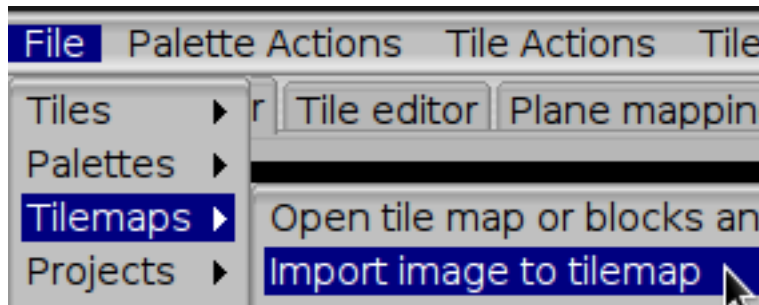 File Palette Actions Tile Actions Tile
Tiles r Tile editor Plane mappin
Palettes
Tilemaps Open tile map or blocks an
Projects Import image to tilemap